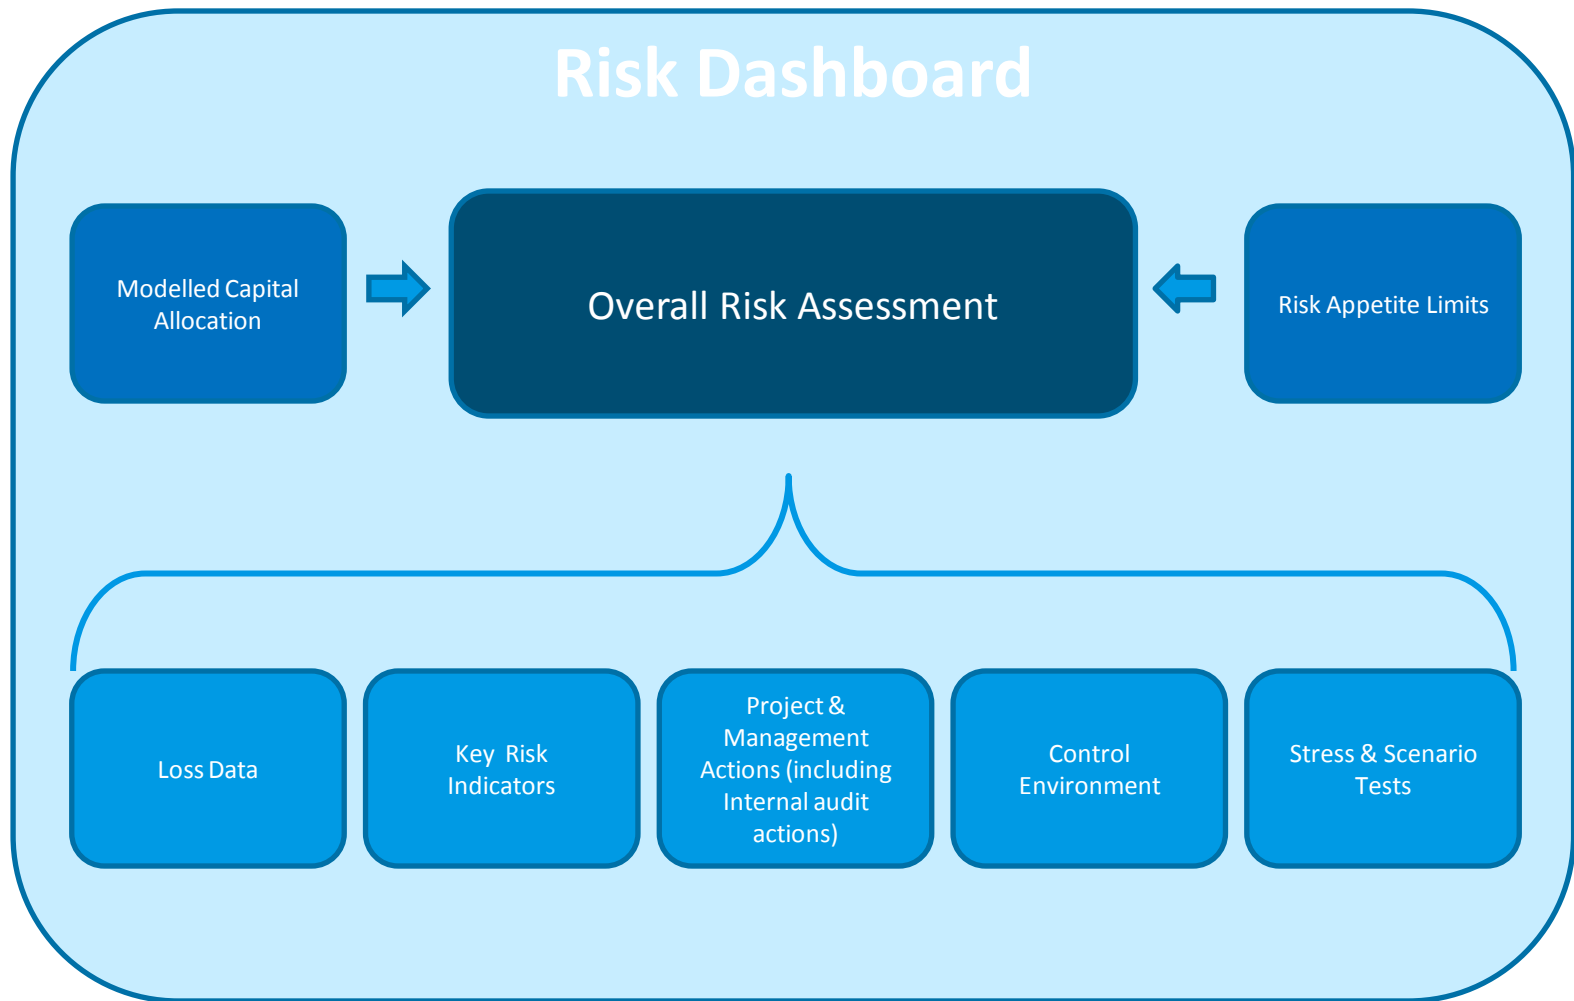 Risk Dashboard
Modelled Capital
Allocation
Overall Risk Assessment
Risk Appetite Limits
Loss Data
Key Risk
Indicators
Project &
Management
Actions (including
Internal audit
actions)
Control
Environment
Stress & Scenario
Tests